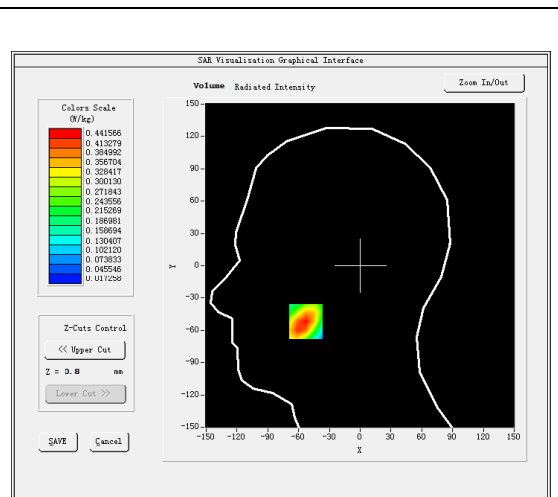 SAR Visualisation Graphical Interface
Volume Radiated Intensity
Zoom In/Out
Colors Scale
(W/kg)
0.441566
0.413279
0.384992
0.356704
0.328417
0.300130
0.271843
0.243556
0.215269
0.186981
0.158694
0.130407
0.102120
0.073833
0.045546
0.017258
Z-Cuts Control
<< Upper Cut
Z = 0.8 mm
Lower Cut >>
SAVE Cancel
150
120
90
60
30
0
-30
-60
-90
-120
-150
Y
-150 -120 -90 -60 -30 0 30 60 90 120 150
X